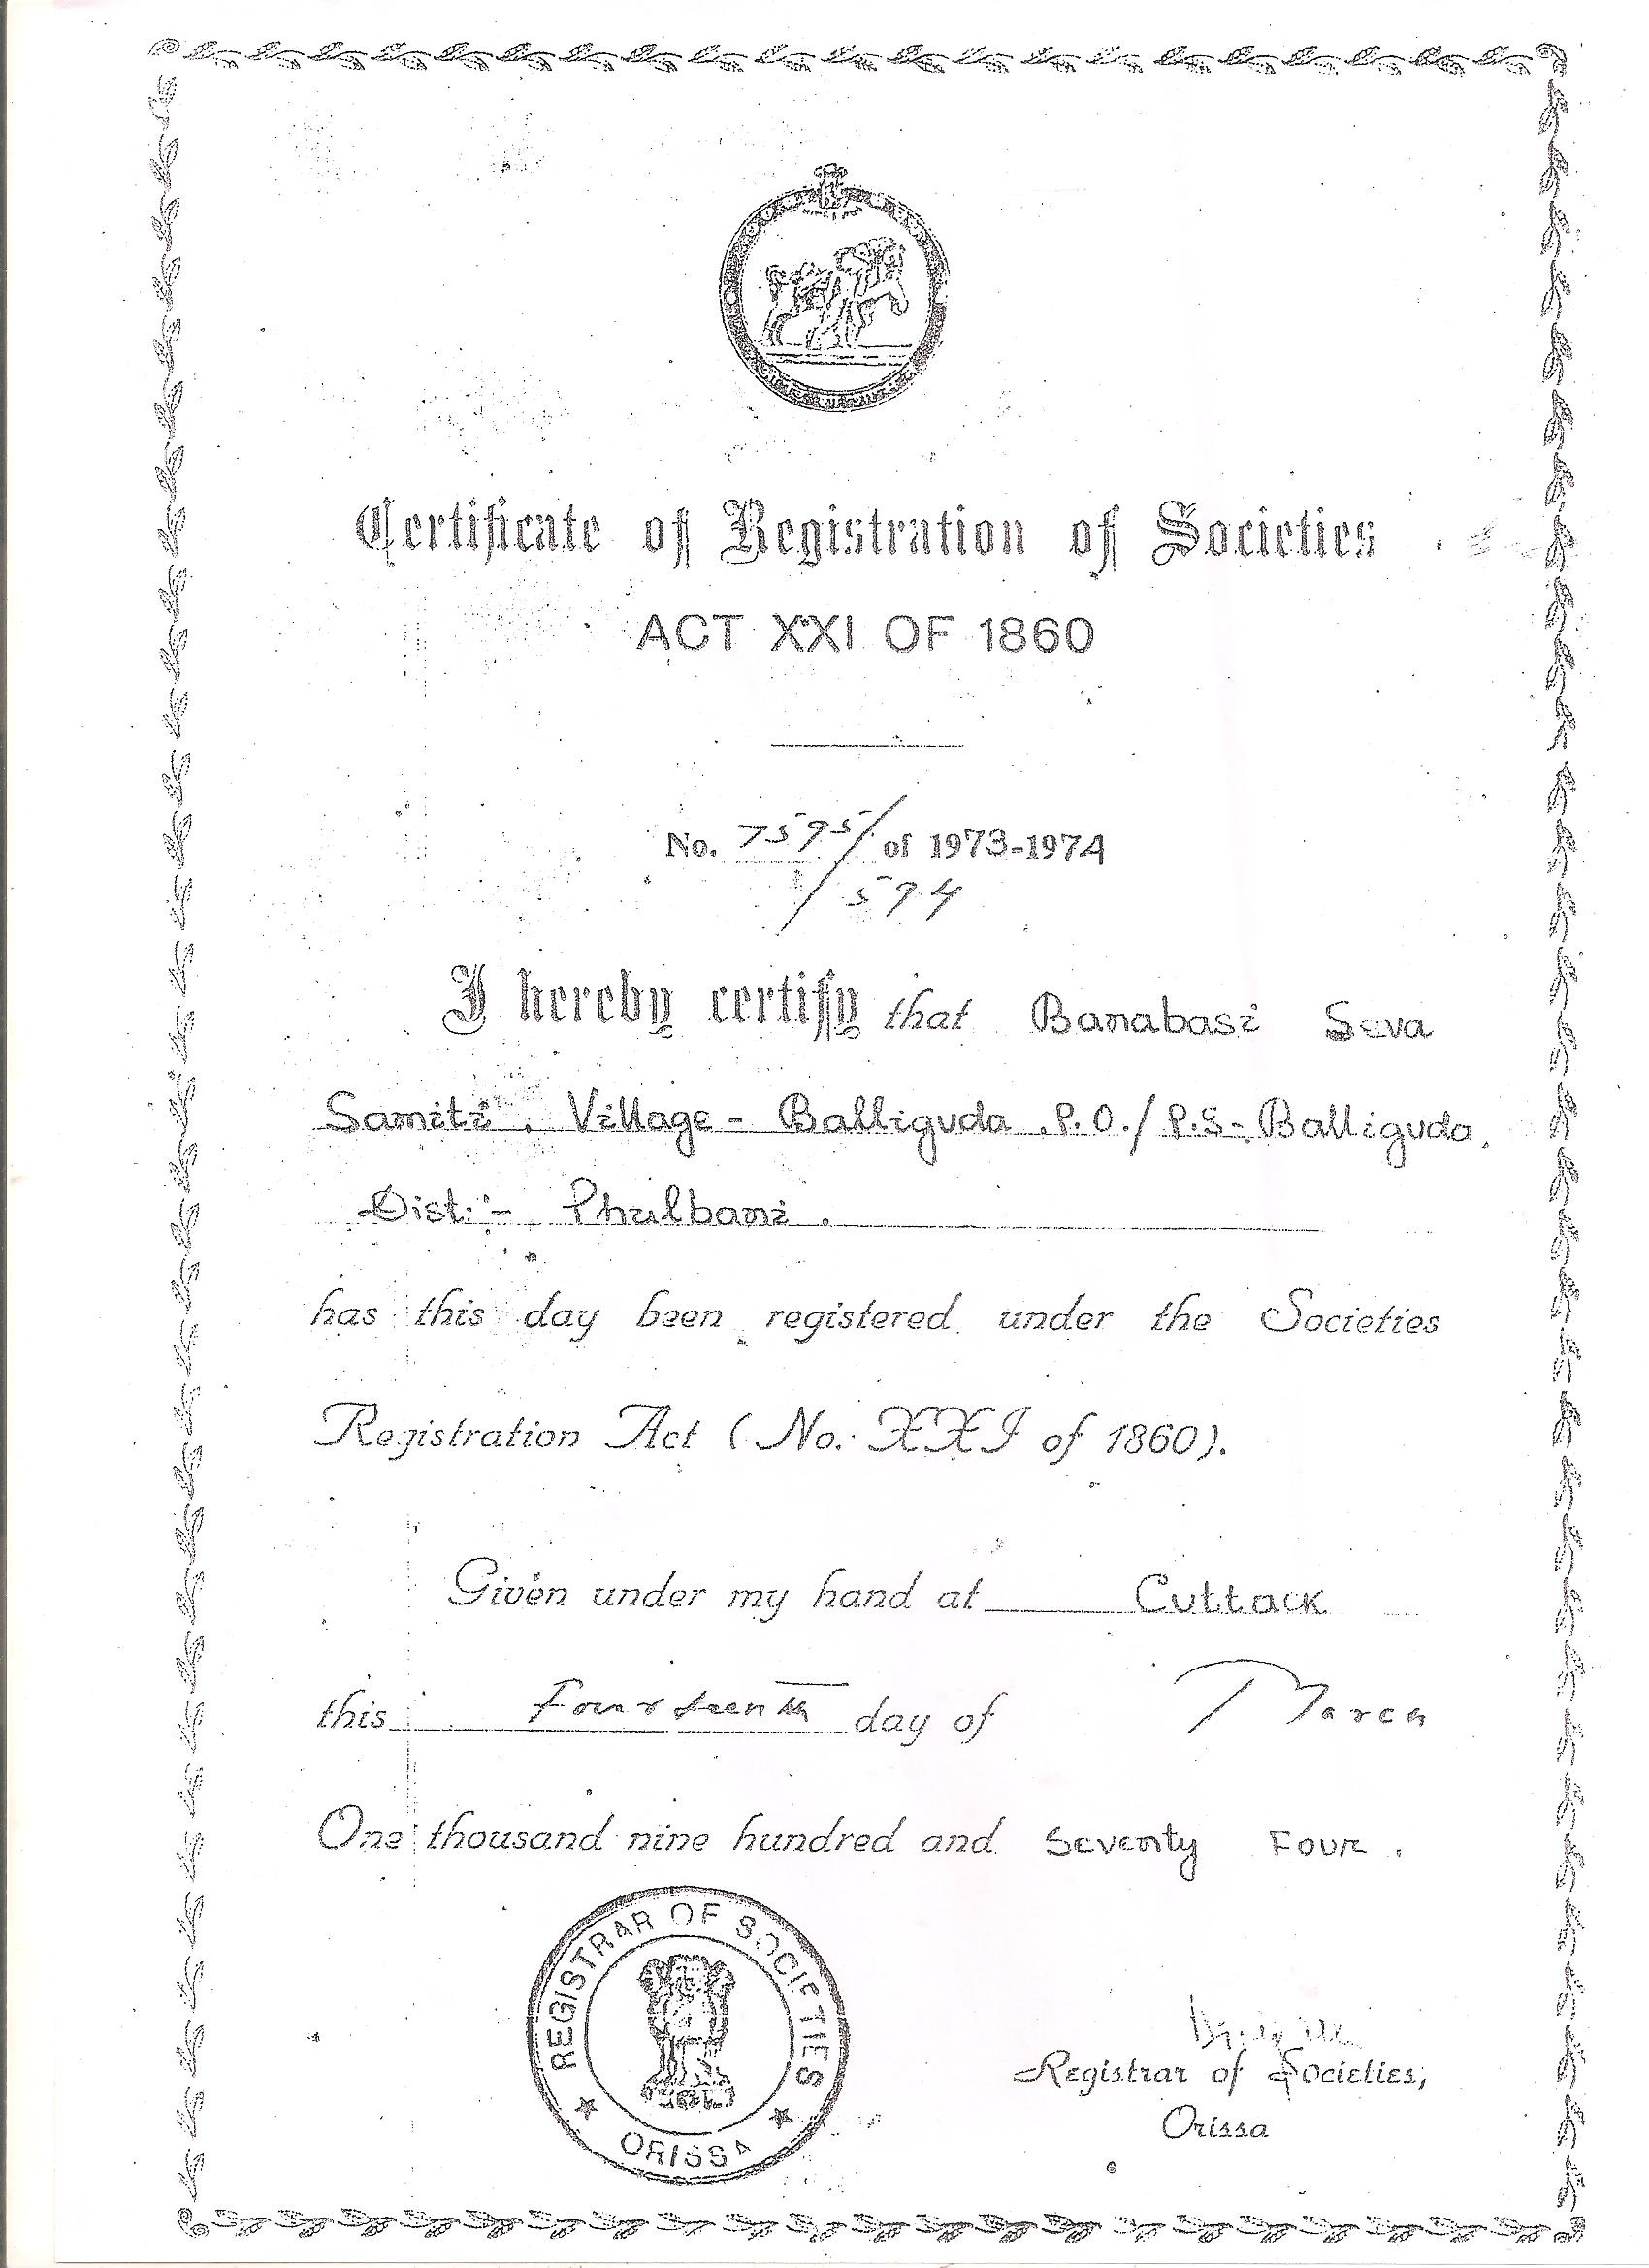 Certificate of Registration of Societies
ACT XXI OF 1860
No. 7595/ of 1973-1974
/594
I hereby certify that Banabasi Seva
Samiti, Village - Balliguda, P.O./P.S - Balliguda,
Dist:- Phulbani.
has this day been registered under the Societies
Registration Act (No. XXI of 1860).
Given under my hand at Cuttack
this Fourteenth day of March
One thousand nine hundred and Seventy Four.
REGISTRAR OF SOCIETIES
ORISSA
Registrar of Societies,
Orissa